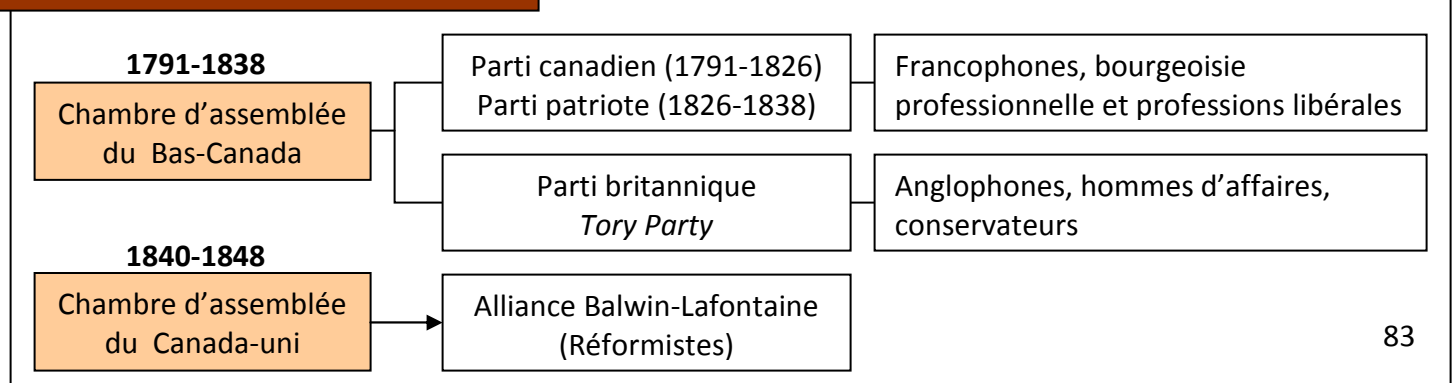 1791-1838
Chambre d’assemblée
du Bas-Canada
Parti canadien (1791-1826)
Parti patriote (1826-1838)
Francophones, bourgeoisie
professionnelle et professions libérales
Parti britannique
Tory Party
Anglophones, hommes d’affaires,
conservateurs
1840-1848
Chambre d’assemblée
du Canada-uni
Alliance Balwin-Lafontaine
(Réformistes)
83